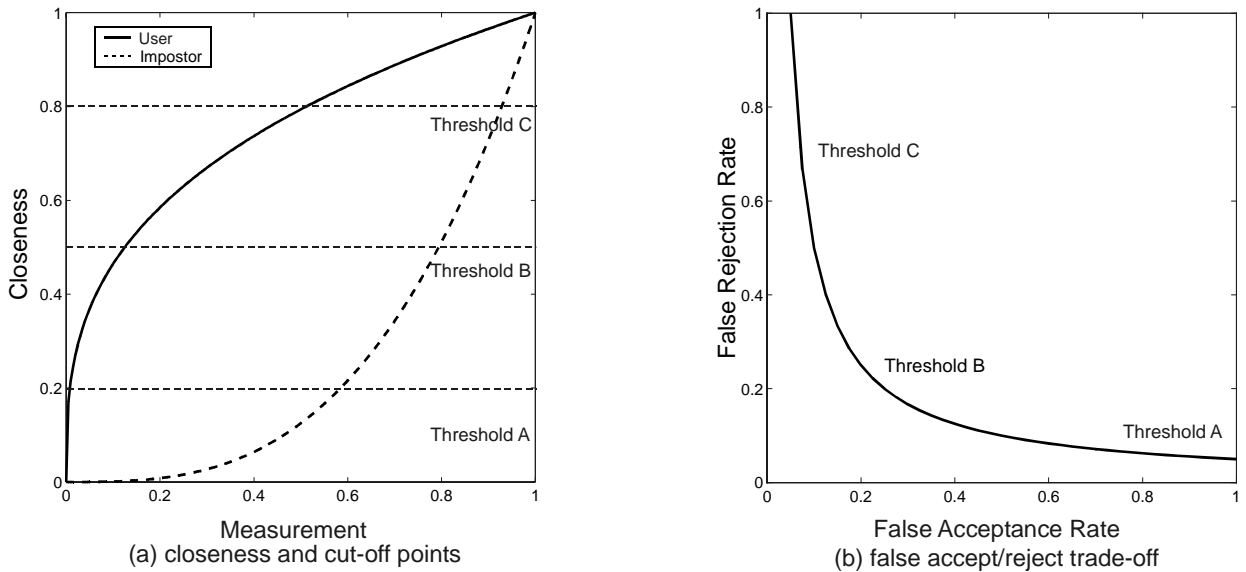 1
User
Impostor
0.8
Threshold C
0.6
Closeness
Threshold B
0.4
0.2
Threshold A
0
0 0.2 0.4 0.6 0.8 1
Measurement
(a) closeness and cut-off points
1
0.8
Threshold C
0.6
False Rejection Rate
0.4
Threshold B
0.2
Threshold A
0
0 0.2 0.4 0.6 0.8 1
False Acceptance Rate
(b) false accept/reject trade-off